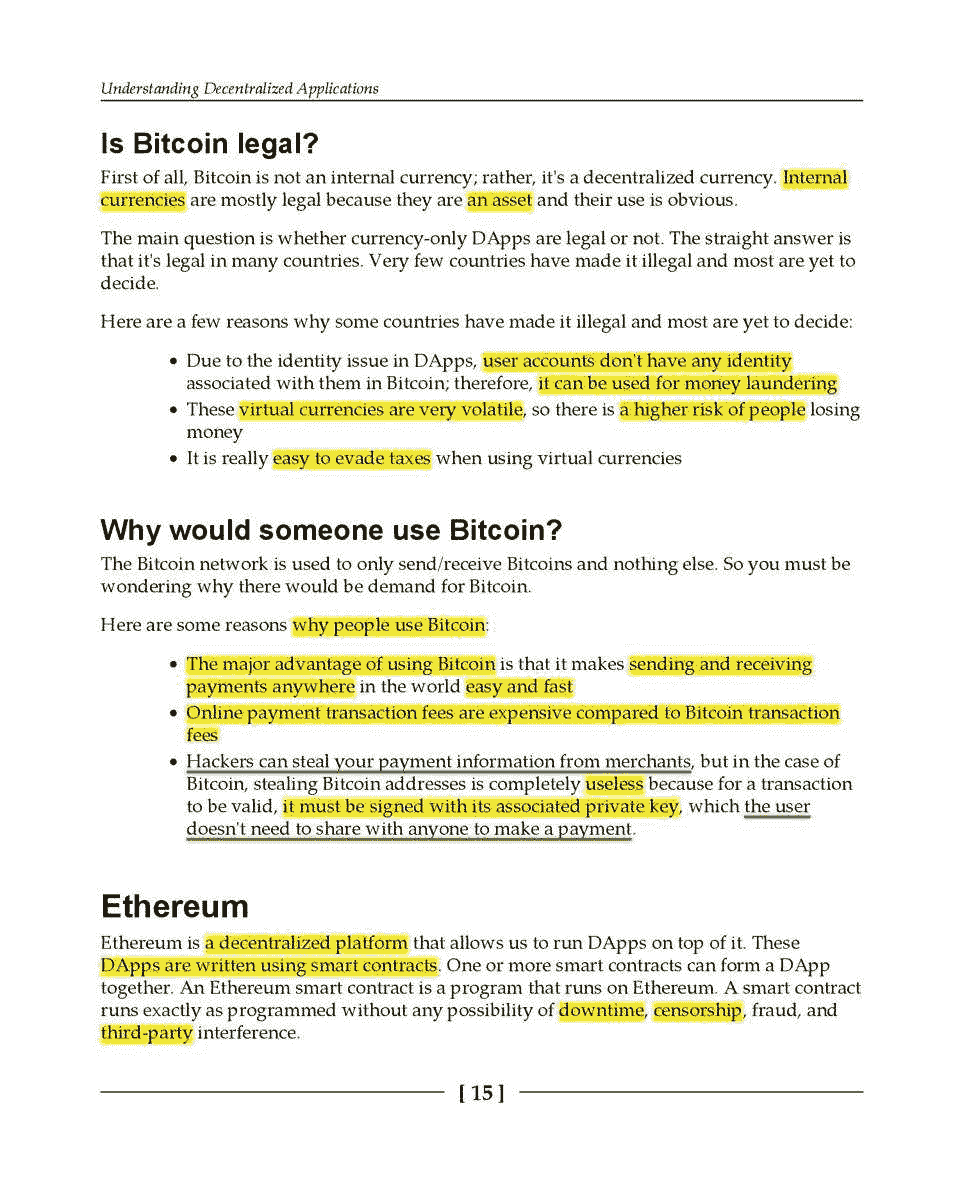 Understanding Decentralized Applications
Is Bitcoin legal?
First of all, Bitcoin is not an internal currency; rather, it's a decentralized currency. Internal
currencies are mostly legal because they are an asset and their use is obvious.
The main question is whether currency-only DApps are legal or not. The straight answer is
that it's legal in many countries. Very few countries have made it illegal and most are yet to
decide.
Here are a few reasons why some countries have made it illegal and most are yet to decide:
• Due to the identity issue in DApps, user accounts don't have any identity
associated with them in Bitcoin; therefore, it can be used for money laundering
• These virtual currencies are very volatile, so there is a higher risk of people losing
money
• It is really easy to evade taxes when using virtual currencies
Why would someone use Bitcoin?
The Bitcoin network is used to only send/receive Bitcoins and nothing else. So you must be
wondering why there would be demand for Bitcoin.
Here are some reasons why people use Bitcoin:
• The major advantage of using Bitcoin is that it makes sending and receiving
payments anywhere in the world easy and fast
• Online payment transaction fees are expensive compared to Bitcoin transaction
fees
• Hackers can steal your payment information from merchants, but in the case of
Bitcoin, stealing Bitcoin addresses is completely useless because for a transaction
to be valid, it must be signed with its associated private key, which the user
doesn't need to share with anyone to make a payment.
Ethereum
Ethereum is a decentralized platform that allows us to run DApps on top of it. These
DApps are written using smart contracts. One or more smart contracts can form a DApp
together. An Ethereum smart contract is a program that runs on Ethereum. A smart contract
runs exactly as programmed without any possibility of downtime, censorship, fraud, and
third-party interference.
[ 15 ]